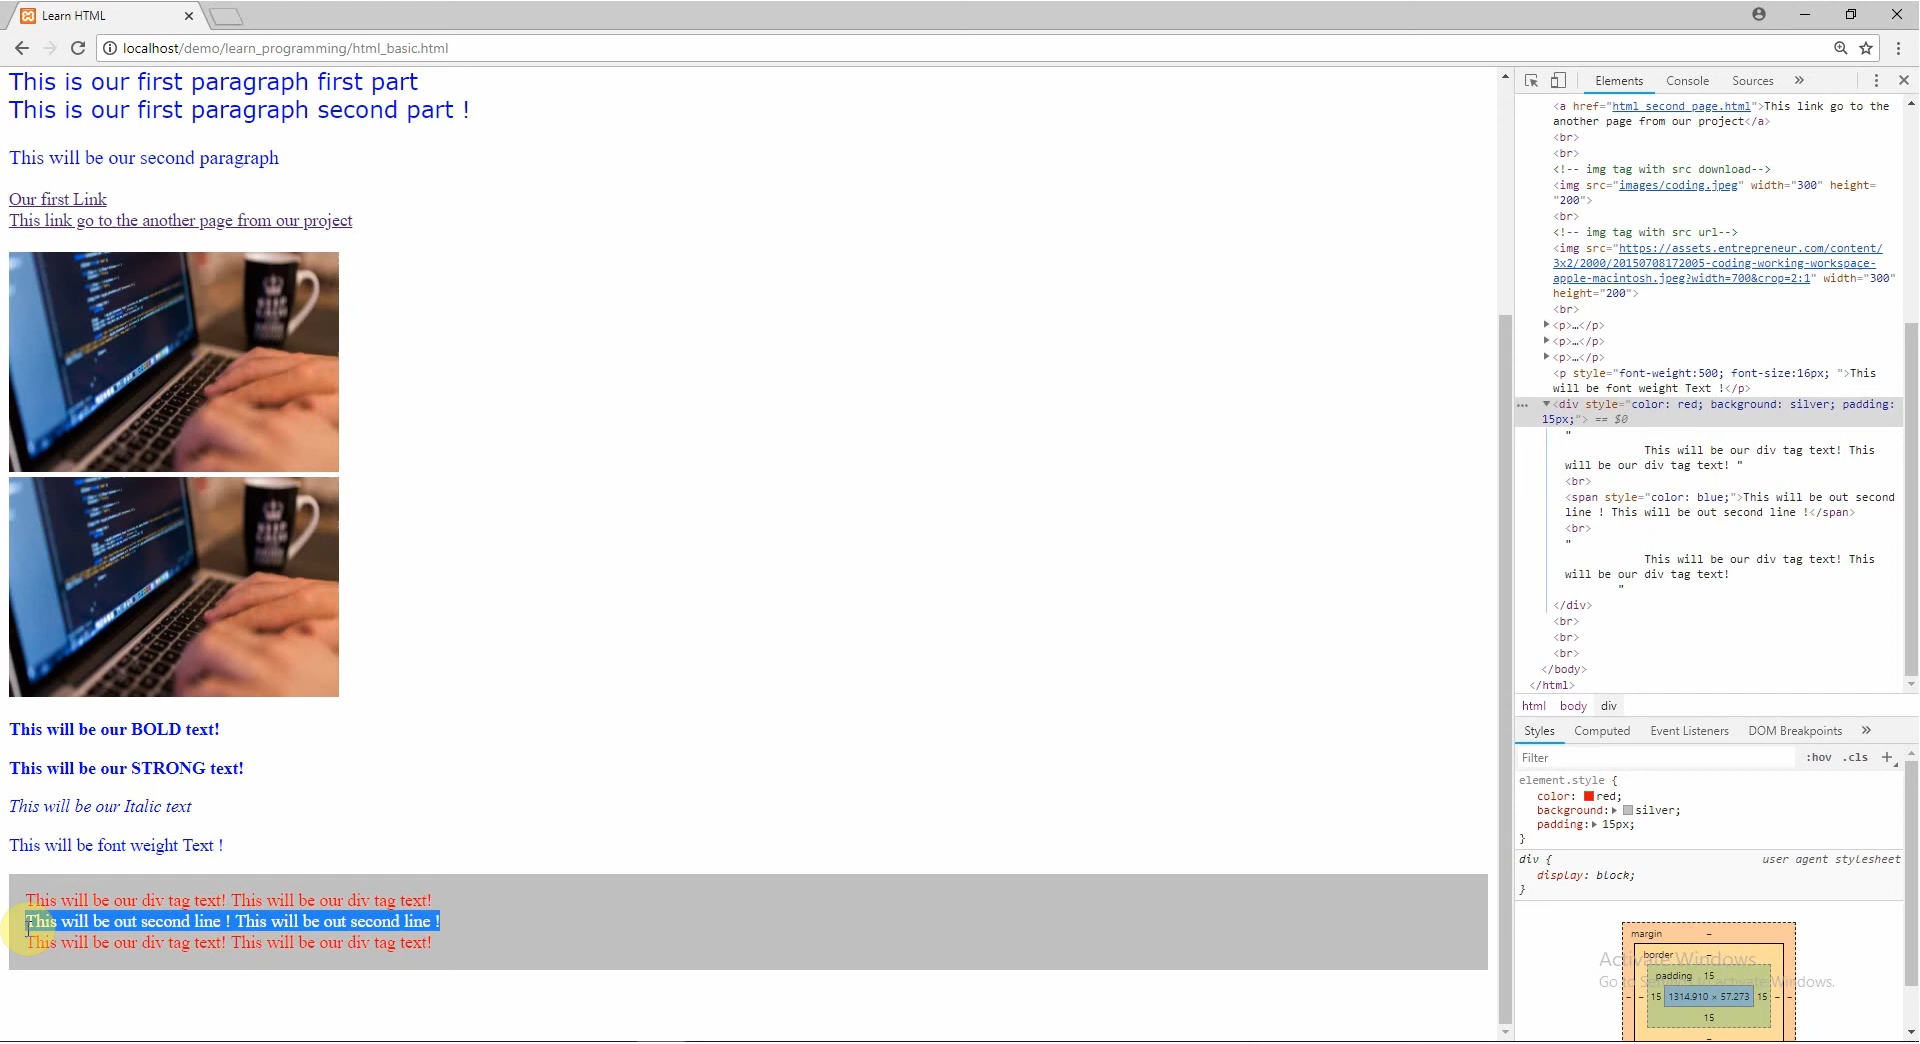 Learn HTML
localhost/demo/learn_programming/html_basic.html
This is our first paragraph first part
This is our first paragraph second part !
This will be our second paragraph
Our first Link
This link go to the another page from our project
This will be our BOLD text!
This will be our STRONG text!
This will be our Italic text
This will be font weight Text !
This will be our div tag text! This will be our div tag text!
This will be out second line ! This will be out second line !
This will be our div tag text! This will be our div tag text!
Elements Console Sources »
<a href="html_second_page.html">This link go to the
another page from our project</a>
<br>
<br>
<!-- img tag with src download-->
<img src="images/coding.jpeg" width="300" height=
"200">
<br>
<!-- img tag with src url-->
<img src="https://assets.entrepreneur.com/content/
3x2/2000/20150708172005-coding-working-workspace-
apple-macintosh.jpeg?width=700&crop=2:1" width="300"
height="200">
<br>
<p>…</p>
<p>…</p>
<p>…</p>
<p style="font-weight:500; font-size:16px; ">This
will be font weight Text !</p>
<div style="color: red; background: silver; padding:
15px;"> == $0
"
This will be our div tag text! This
will be our div tag text! "
<br>
<span style="color: blue;">This will be out second
line ! This will be out second line !</span>
<br>
"
This will be our div tag text! This
will be our div tag text!
"
</div>
<br>
<br>
<br>
</body>
</html>
html body div
Styles Computed Event Listeners DOM Breakpoints »
Filter :hov .cls +
element.style {
color: red;
background: silver;
padding: 15px;
}
div { user agent stylesheet
display: block;
}
margin –
border –
padding 15
– – 15 1314.910 × 57.273 15 – –
15
–
Activate Windows
Go to Settings to activate Windows.